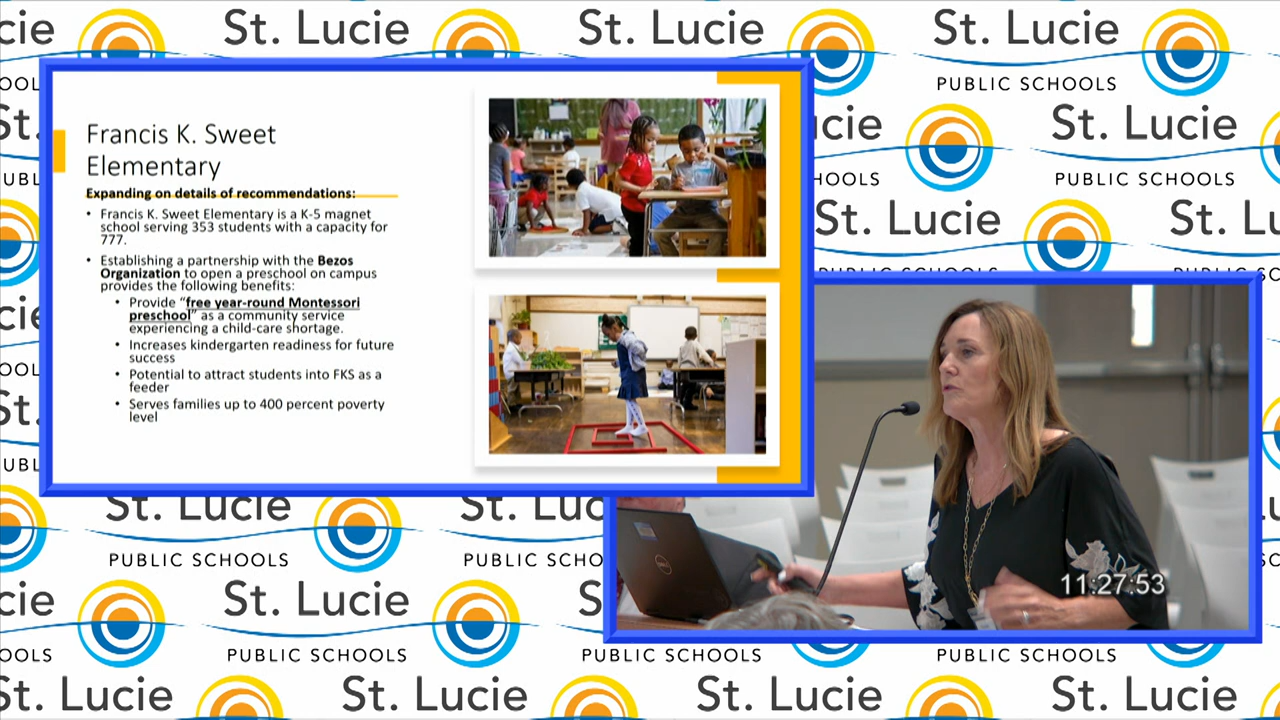 St. Lucie
PUBLIC SCHOOLS
Francis K. Sweet
Elementary
Expanding on details of recommendations:
• Francis K. Sweet Elementary is a K-5 magnet
school serving 353 students with a capacity for
777.
• Establishing a partnership with the Bezos
Organization to open a preschool on campus
provides the following benefits:
• Provide “free year-round Montessori
preschool” as a community service
experiencing a child-care shortage.
• Increases kindergarten readiness for future
success
• Potential to attract students into FKS as a
feeder
• Serves families up to 400 percent poverty
level
DELL
11:27:53